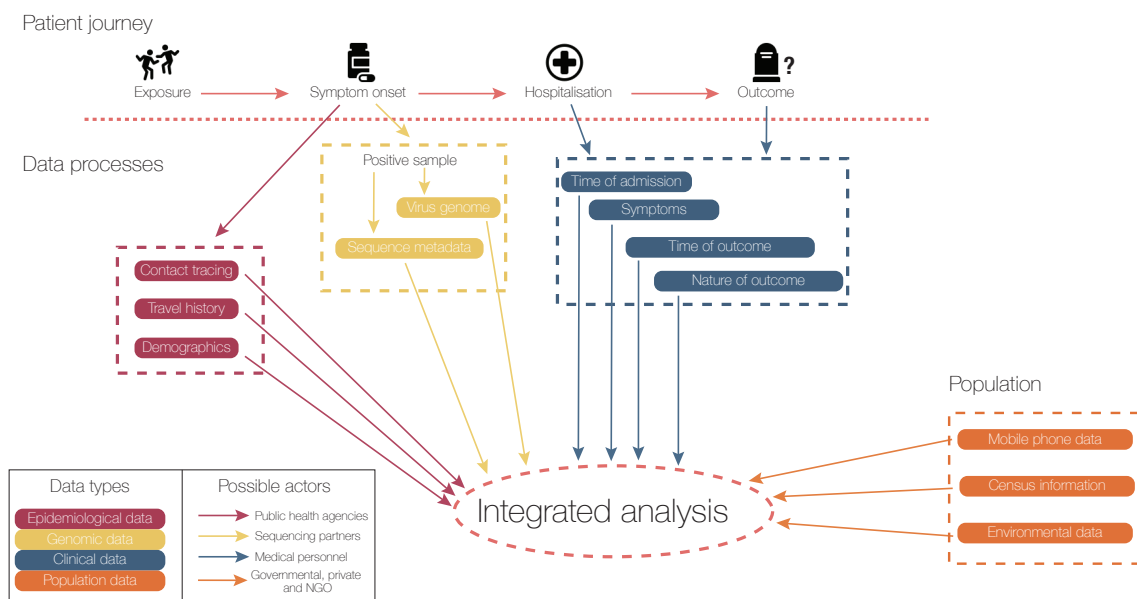 Patient journey
?
Exposure
Symptom onset
Hospitalisation
Outcome
Data processes
Positive sample
Virus genome
Sequence metadata
Time of admission
Symptoms
Time of outcome
Nature of outcome
Contact tracing
Travel history
Demographics
Population
Mobile phone data
Census information
Environmental data
Integrated analysis
Data types
Epidemiological data
Genomic data
Clinical data
Population data
Possible actors
Public health agencies
Sequencing partners
Medical personnel
Governmental, private
and NGO